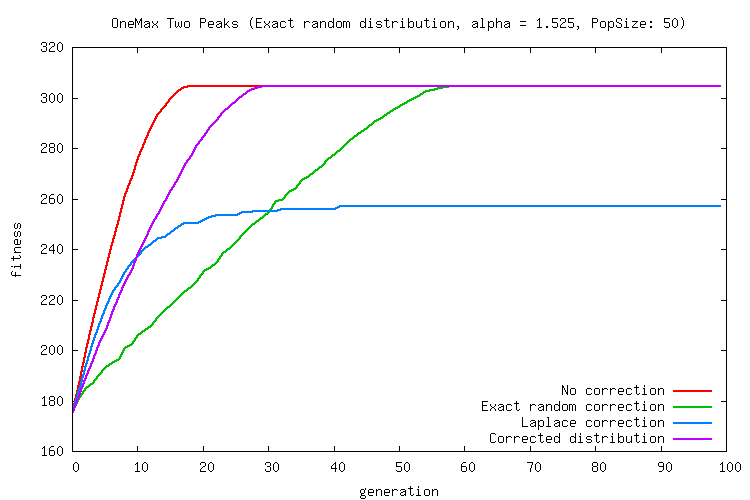 OneMax Two Peaks (Exact random distribution, alpha = 1.525, PopSize: 50)
320
300
280
260
240
220
200
180
160
fitness
No correction
Exact random correction
Laplace correction
Corrected distribution
0 10 20 30 40 50 60 70 80 90 100
generation